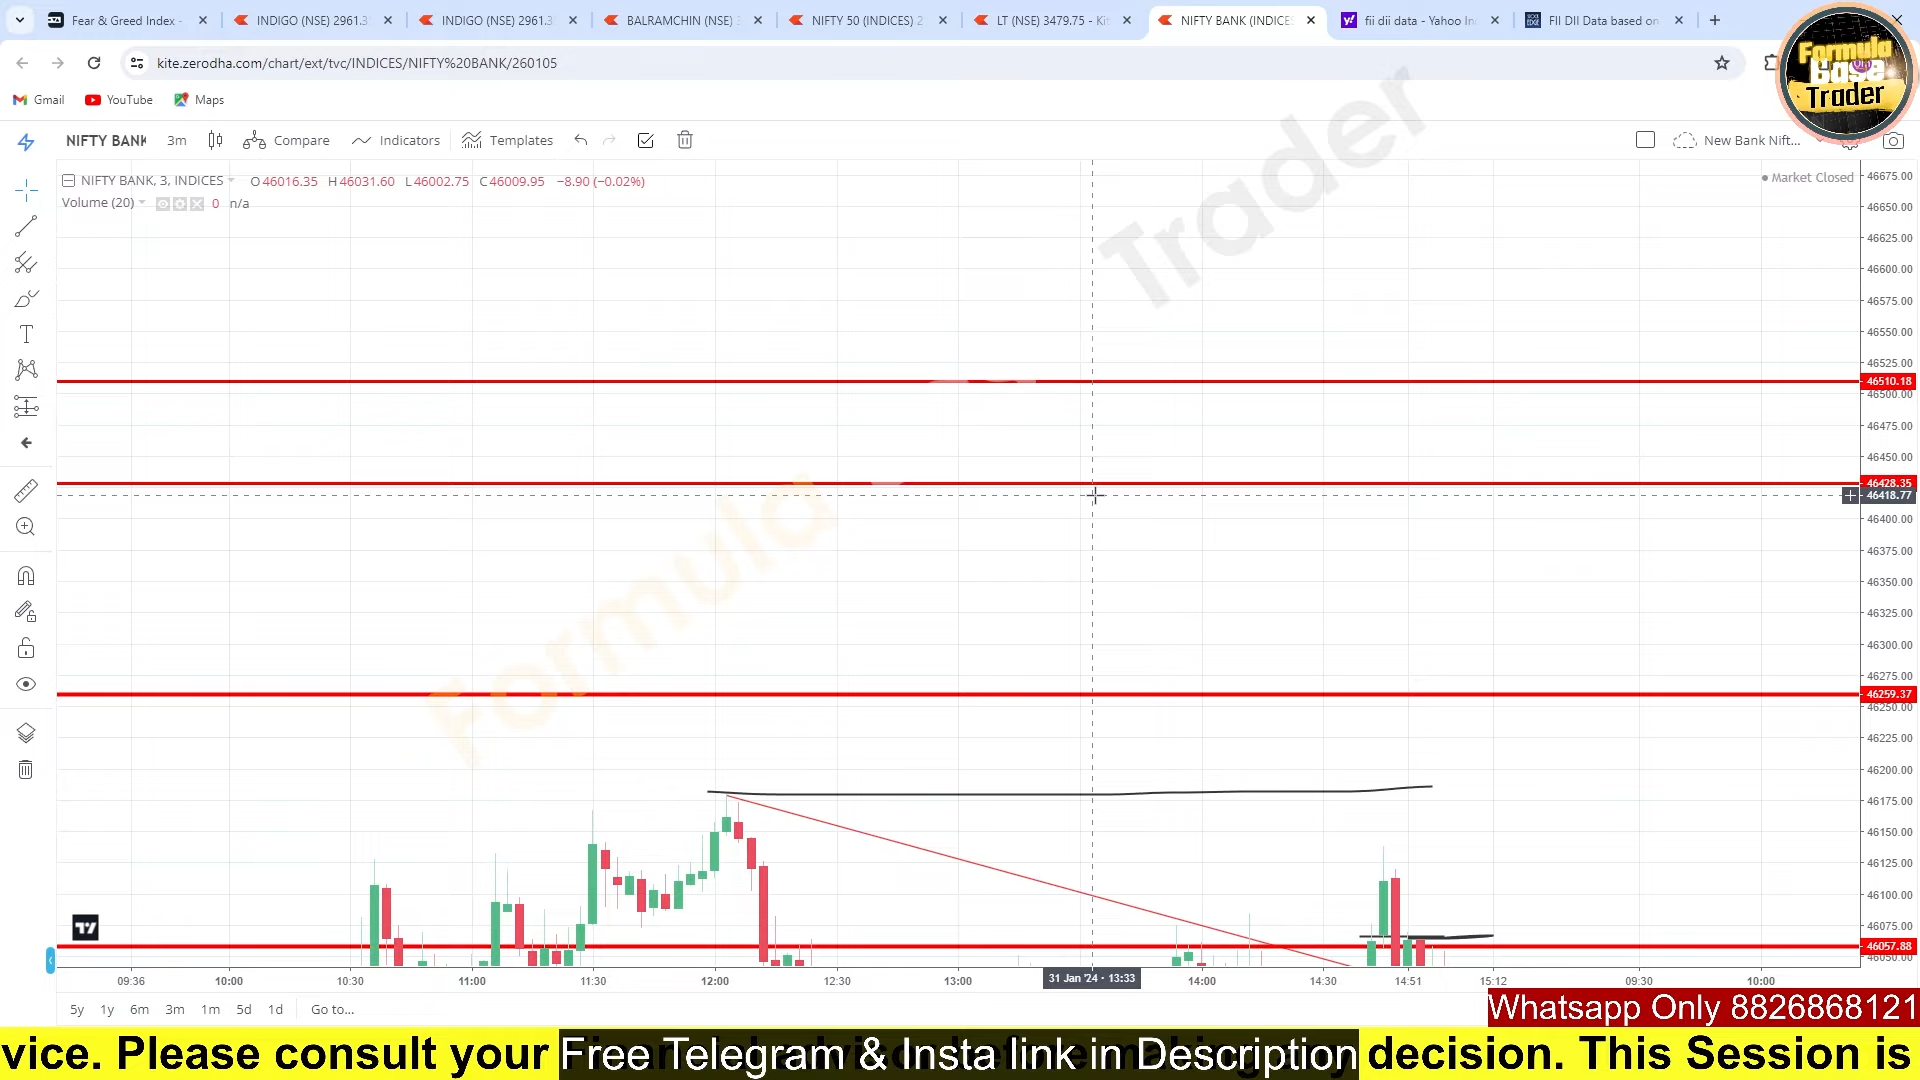 Fear & Greed Index -
INDIGO (NSE) 2961.3
INDIGO (NSE) 2961.3
BALRAMCHIN (NSE) 3
NIFTY 50 (INDICES) 2
LT (NSE) 3479.75 - Kit
NIFTY BANK (INDICES
fii dii data - Yahoo In
FII DII Data based on
kite.zerodha.com/chart/ext/tvc/INDICES/NIFTY%20BANK/260105
Gmail
YouTube
Maps
Formula
Base
Trader
NIFTY BANK
3m
Compare
Indicators
Templates
New Bank Nift...
NIFTY BANK, 3, INDICES
O46016.35 H46031.60 L46002.75 C46009.95 −8.90 (−0.02%)
Market Closed
Volume (20)
0 n/a
Trader
Formula
46675.00
46650.00
46625.00
46600.00
46575.00
46550.00
46525.00
46510.18
46500.00
46475.00
46450.00
46428.35
46418.77
46400.00
46375.00
46350.00
46325.00
46300.00
46275.00
46259.37
46250.00
46225.00
46200.00
46175.00
46150.00
46125.00
46100.00
46075.00
46057.88
46050.00
09:36
10:00
10:30
11:00
11:30
12:00
12:30
13:00
31 Jan '24 · 13:33
14:00
14:30
14:51
15:12
09:30
10:00
5y
1y
6m
3m
1m
5d
1d
Go to...
Whatsapp Only 8826868121
vice. Please consult your
Free Telegram & Insta link in Description
decision. This Session is